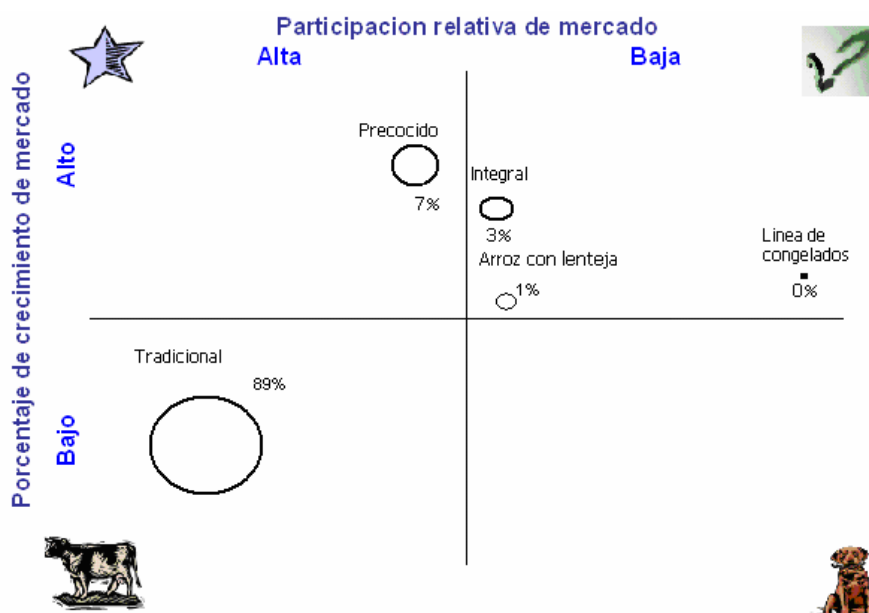 Participacion relativa de mercado
Alta
Baja
Porcentaje de crecimiento de mercado
Alto
Bajo
Precocido
7%
Integral
3%
Arroz con lenteja
1%
Linea de
congelados
0%
Tradicional
89%